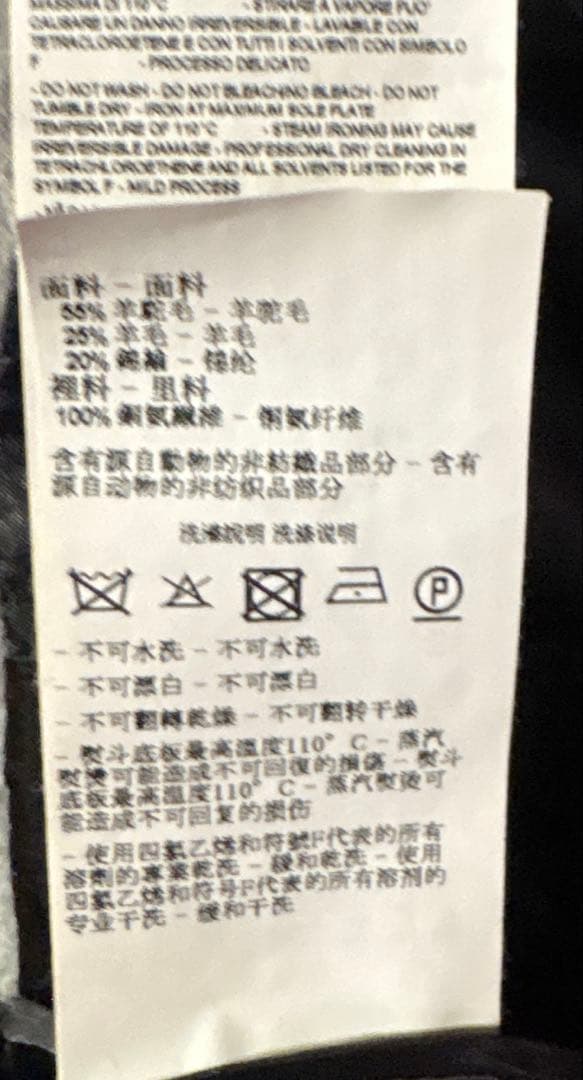 MASSIMA DI 110°C - STIRARE A VAPORE PUO'
CAUSARE UN DANNO IRREVERSIBILE - LAVABILE CON
TETRACLOROETENE E CON TUTTI I SOLVENTI CON SIMBOLO
F - PROCESSO DELICATO
- DO NOT WASH - DO NOT BLEACHING BLEACH - DO NOT
TUMBLE DRY - IRON AT MAXIMUM SOLE PLATE
TEMPERATURE OF 110°C - STEAM IRONING MAY CAUSE
IRREVERSIBLE DAMAGE - PROFESSIONAL DRY CLEANING IN
TETRACHLOROETHENE AND ALL SOLVENTS LISTED FOR THE
SYMBOL F - MILD PROCESS
面料 - 面料
55% 羊駝毛 - 羊驼毛
25% 羊毛 - 羊毛
20% 錦綸 - 锦纶
裡料 - 里料
100% 銅氨纖維 - 铜氨纤维
含有源自動物的非紡織品部分 - 含有
源自动物的非纺织品部分
洗滌說明 洗涤说明
P
- 不可水洗 - 不可水洗
- 不可漂白 - 不可漂白
- 不可翻轉乾燥 - 不可翻转干燥
- 熨斗底板最高溫度110° C - 蒸汽
熨燙可能造成不可回復的損傷 - 熨斗
底板最高温度110° C - 蒸汽熨烫可
能造成不可回复的损伤
- 使用四氯乙烯和符號F代表的所有
溶劑的專業乾洗 - 緩和乾洗 - 使用
四氯乙烯和符号F代表的所有溶剂的
专业干洗 - 缓和干洗